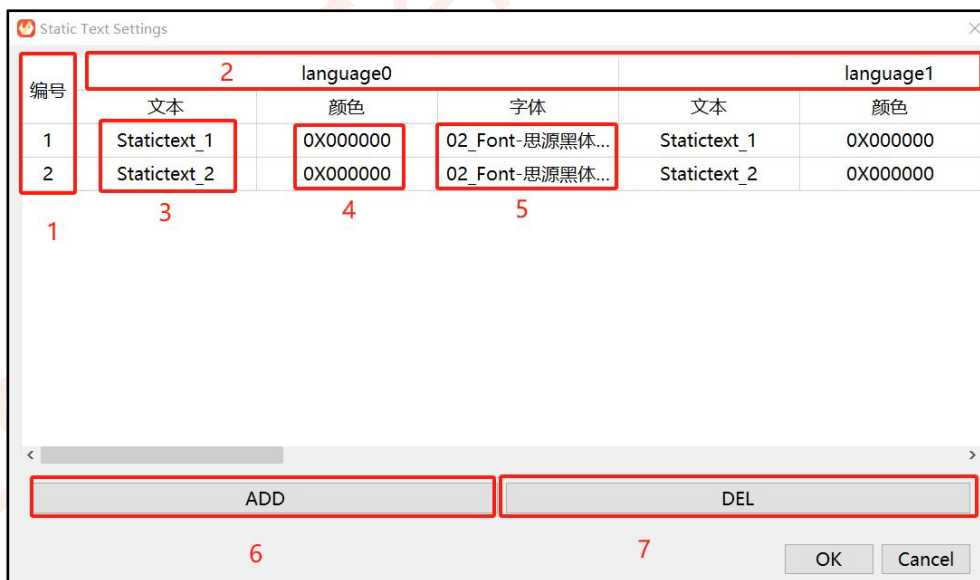 Static Text Settings
编号 2 language0 language1
文本 颜色 字体 文本 颜色
1 Statictext_1 0X000000 02_Font-思源黑体... Statictext_1 0X000000
2 Statictext_2 0X000000 02_Font-思源黑体... Statictext_2 0X000000
1 3 4 5
ADD DEL
6 7
OK Cancel